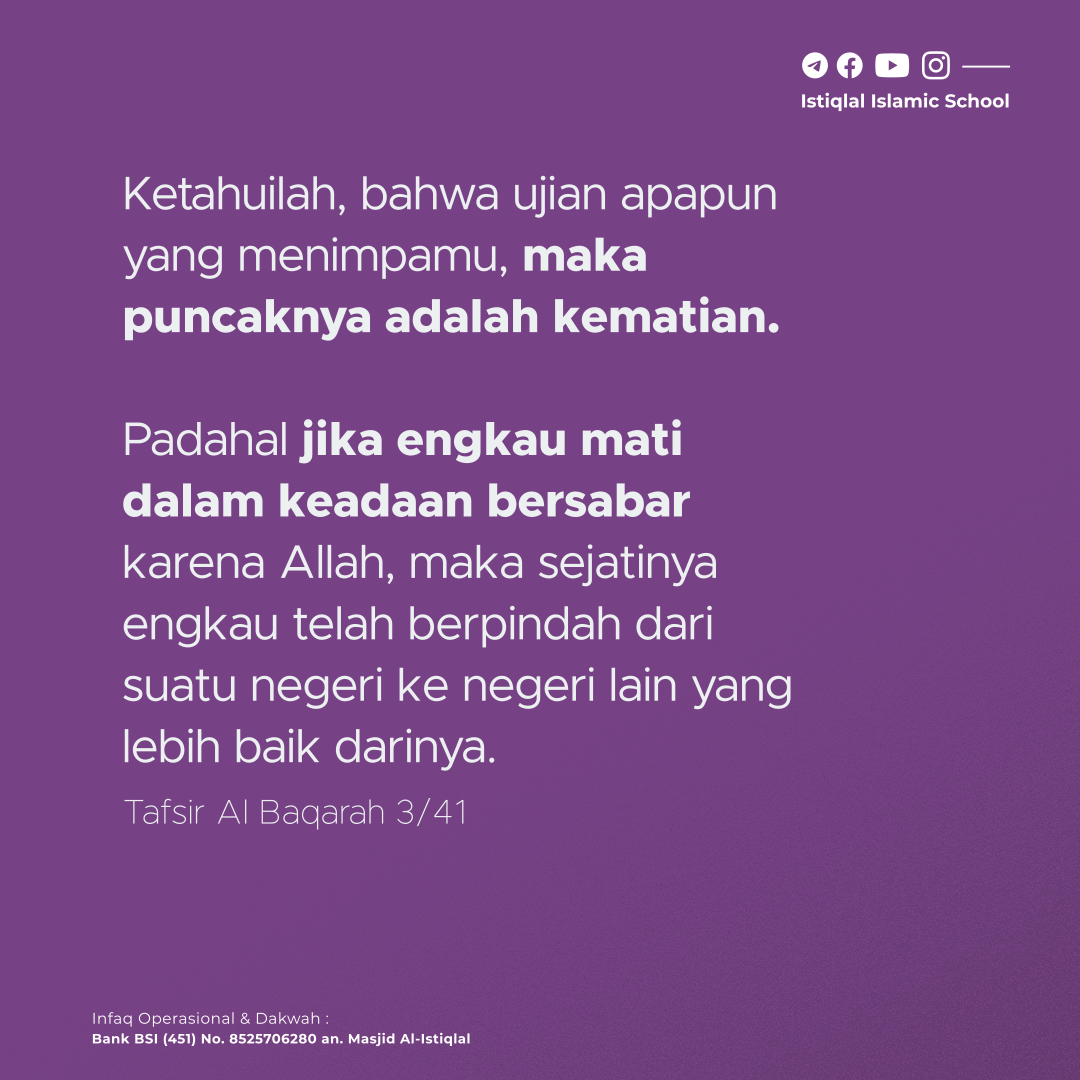 Istiqlal Islamic School
Ketahuilah, bahwa ujian apapun
yang menimpamu, maka
puncaknya adalah kematian.
Padahal jika engkau mati
dalam keadaan bersabar
karena Allah, maka sejatinya
engkau telah berpindah dari
suatu negeri ke negeri lain yang
lebih baik darinya.
Tafsir Al Baqarah 3/41
Infaq Operasional & Dakwah :
Bank BSI (451) No. 8525706280 an. Masjid Al-Istiqlal